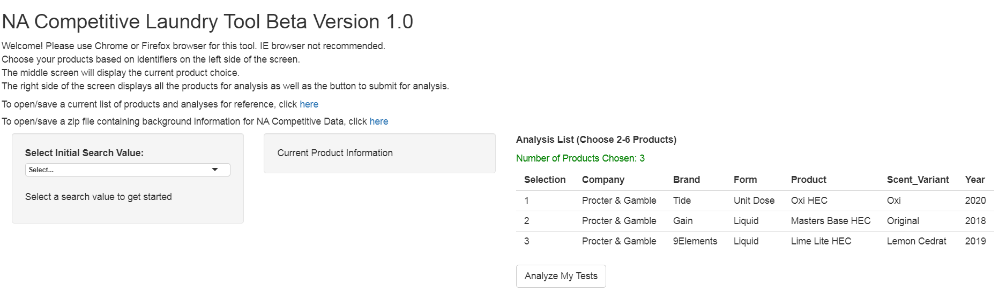 NA Competitive Laundry Tool Beta Version 1.0
Welcome! Please use Chrome or Firefox browser for this tool. IE browser not recommended.
Choose your products based on identifiers on the left side of the screen.
The middle screen will display the current product choice.
The right side of the screen displays all the products for analysis as well as the button to submit for analysis.
To open/save a current list of products and analyses for reference, click here
To open/save a zip file containing background information for NA Competitive Data, click here
Select Initial Search Value:
Select...
Select a search value to get started
Current Product Information
Analysis List (Choose 2-6 Products)
Number of Products Chosen: 3
Selection Company Brand Form Product Scent_Variant Year
1 Procter & Gamble Tide Unit Dose Oxi HEC Oxi 2020
2 Procter & Gamble Gain Liquid Masters Base HEC Original 2018
3 Procter & Gamble 9Elements Liquid Lime Lite HEC Lemon Cedrat 2019
Analyze My Tests